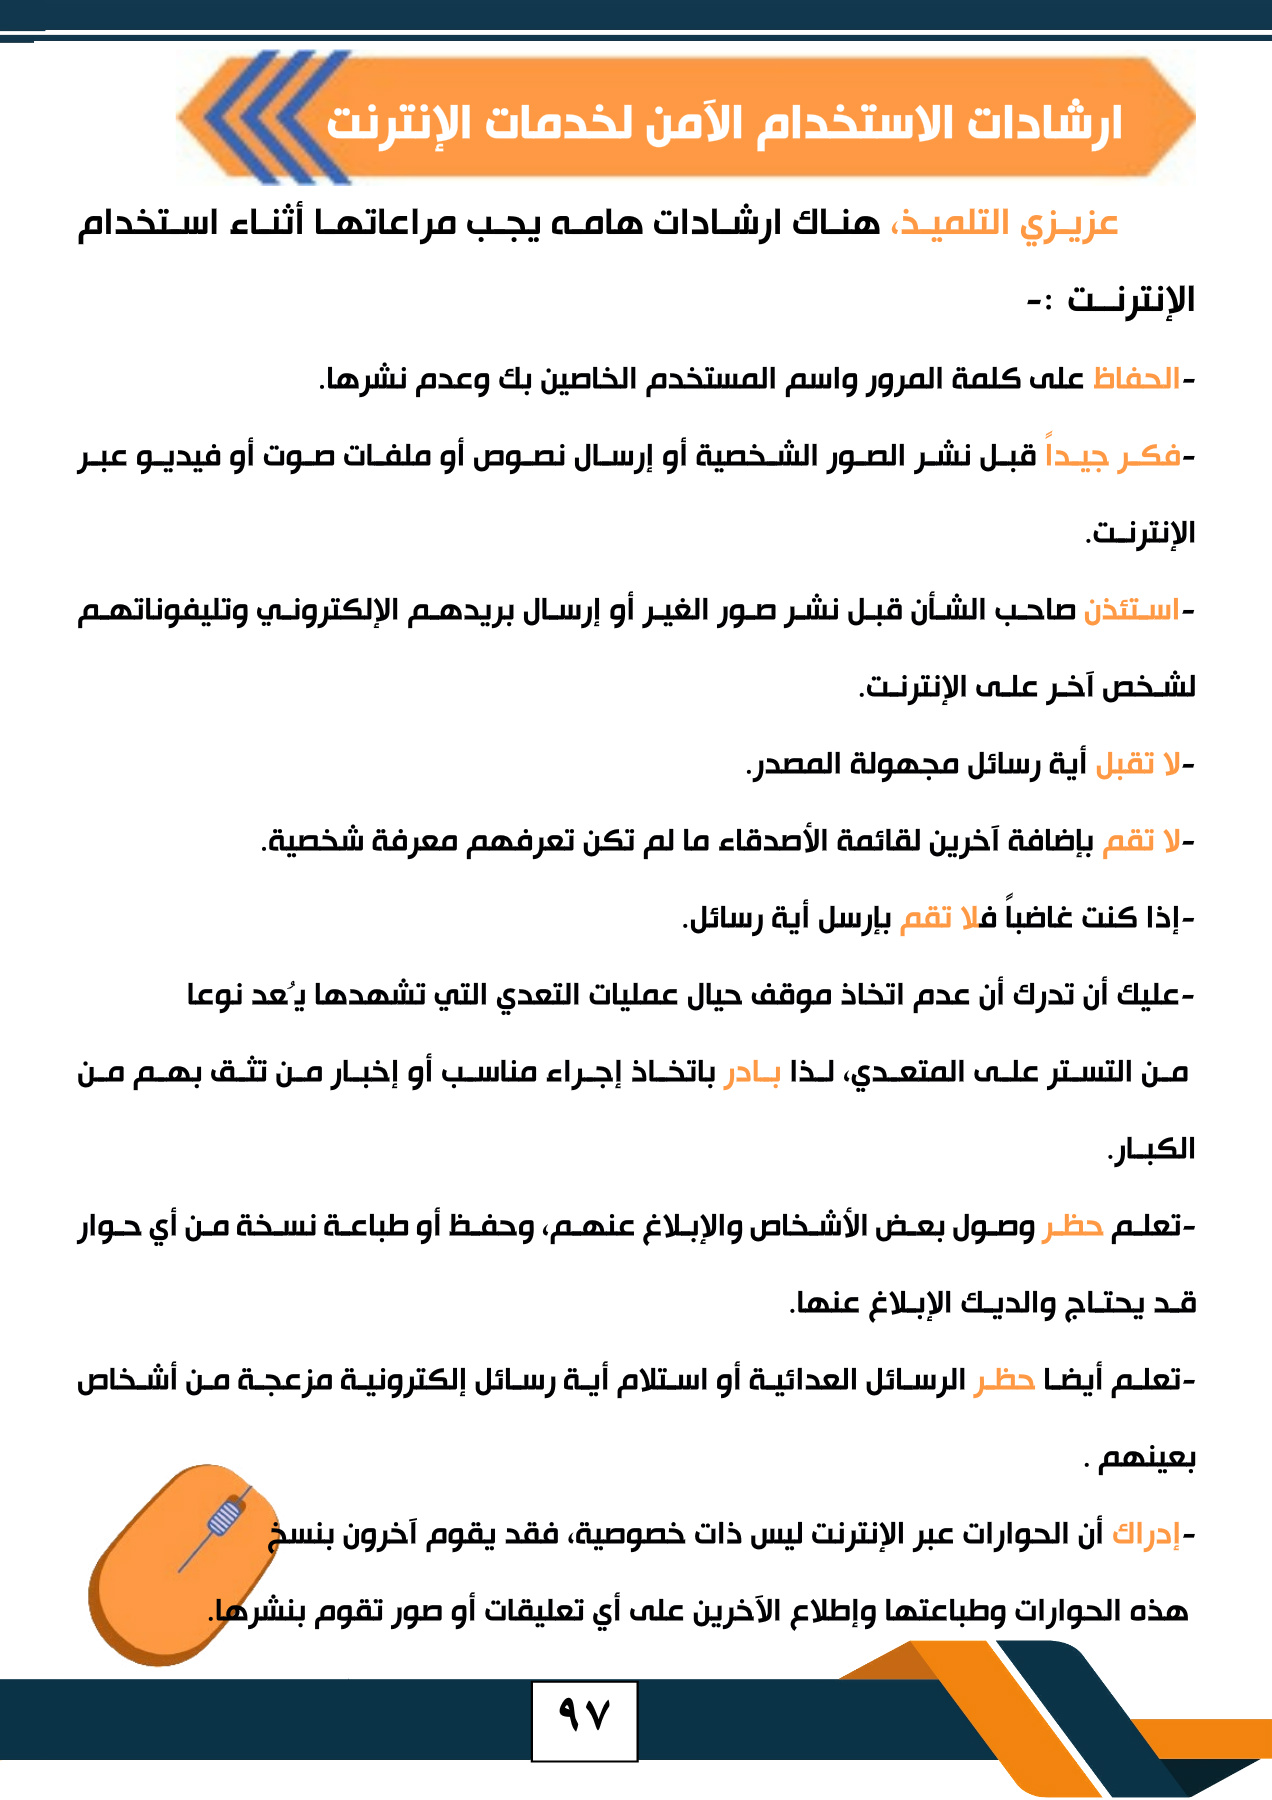 ارشادات الاستخدام الآمن لخدمات الإنترنت
عزيزي التلميذ، هناك ارشادات هامه يجب مراعاتها أثناء استخدام
الإنترنت :-
-الحفاظ على كلمة المرور واسم المستخدم الخاصين بك وعدم نشرها.
-فكر جيداً قبل نشر الصور الشخصية أو إرسال نصوص أو ملفات صوت أو فيديو عبر
الإنترنت.
-استئذن صاحب الشأن قبل نشر صور الغير أو إرسال بريدهم الإلكتروني وتليفوناتهم
لشخص آخر على الإنترنت.
-لا تقبل أية رسائل مجهولة المصدر.
-لا تقم بإضافة آخرين لقائمة الأصدقاء ما لم تكن تعرفهم معرفة شخصية.
-إذا كنت غاضباً فلا تقم بإرسل أية رسائل.
-عليك أن تدرك أن عدم اتخاذ موقف حيال عمليات التعدي التي تشهدها يُعد نوعا
من التستر على المتعدي، لذا بادر باتخاذ إجراء مناسب أو إخبار من تثق بهم من
الكبار.
-تعلم حظر وصول بعض الأشخاص والإبلاغ عنهم، وحفظ أو طباعة نسخة من أي حوار
قد يحتاج والديك الإبلاغ عنها.
-تعلم أيضا حظر الرسائل العدائية أو استلام أية رسائل إلكترونية مزعجة من أشخاص
بعينهم .
-إدراك أن الحوارات عبر الإنترنت ليس ذات خصوصية، فقد يقوم آخرون بنسخ
هذه الحوارات وطباعتها وإطلاع الآخرين على أي تعليقات أو صور تقوم بنشرها.
٩٧